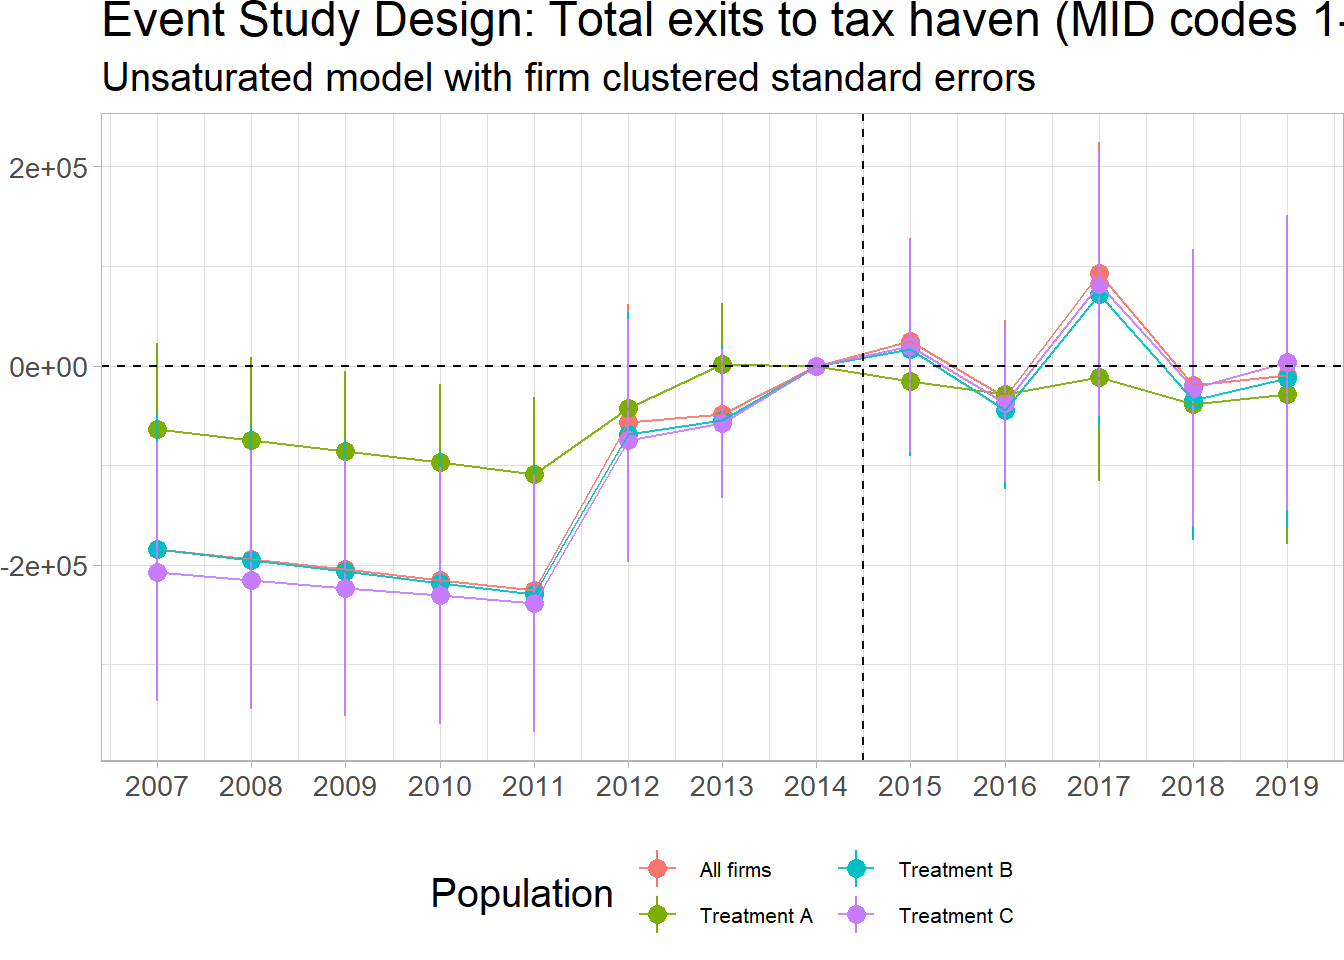 Event Study Design: Total exits to tax haven (MID codes 1-
Unsaturated model with firm clustered standard errors
2e+05
0e+00
-2e+05
2007 2008 2009 2010 2011 2012 2013 2014 2015 2016 2017 2018 2019
Population
All firms
Treatment B
Treatment A
Treatment C